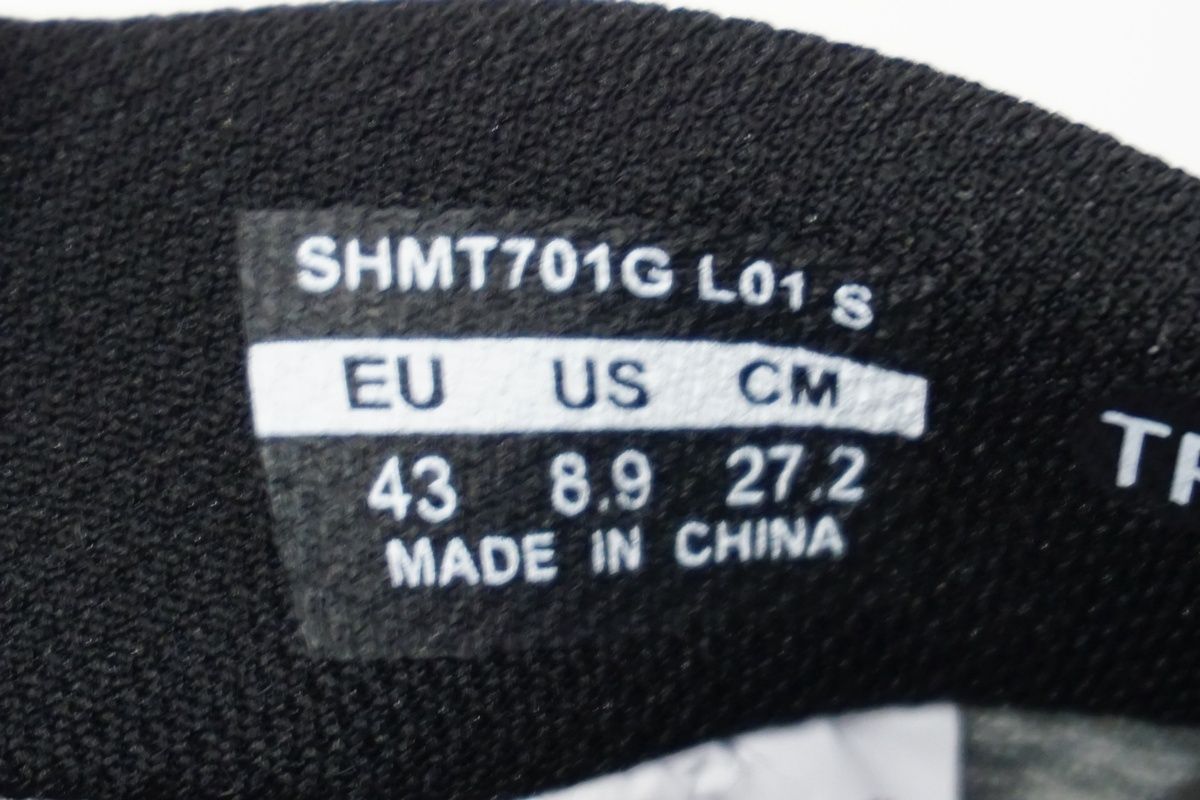 SHMT701G L01 S
EU US CM
43 8.9 27.2
MADE IN CHINA